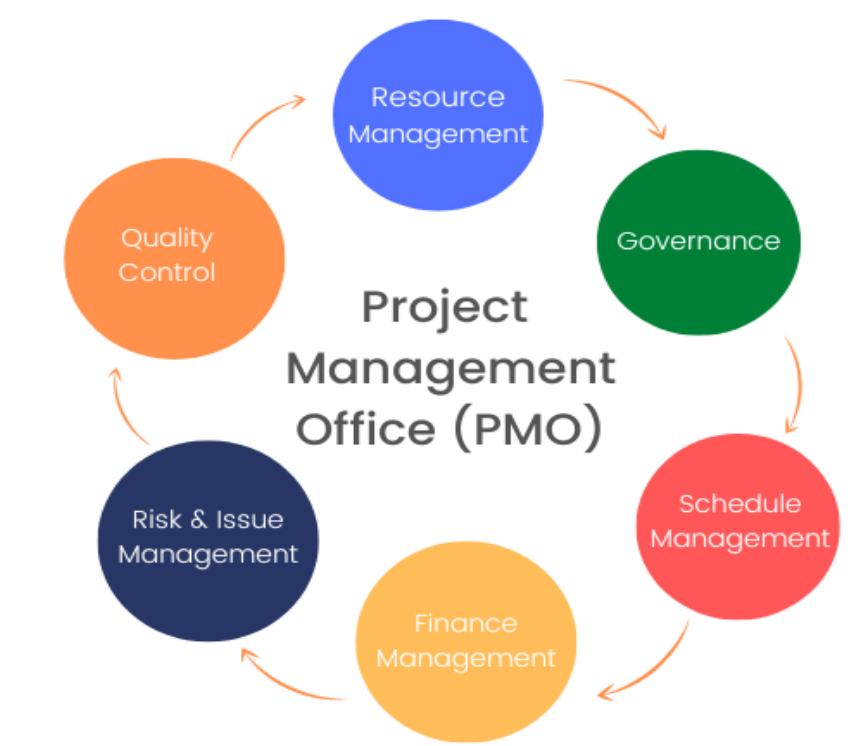 Resource
Management
Governance
Schedule
Management
Finance
Management
Risk & Issue
Management
Quality
Control
Project
Management
Office (PMO)